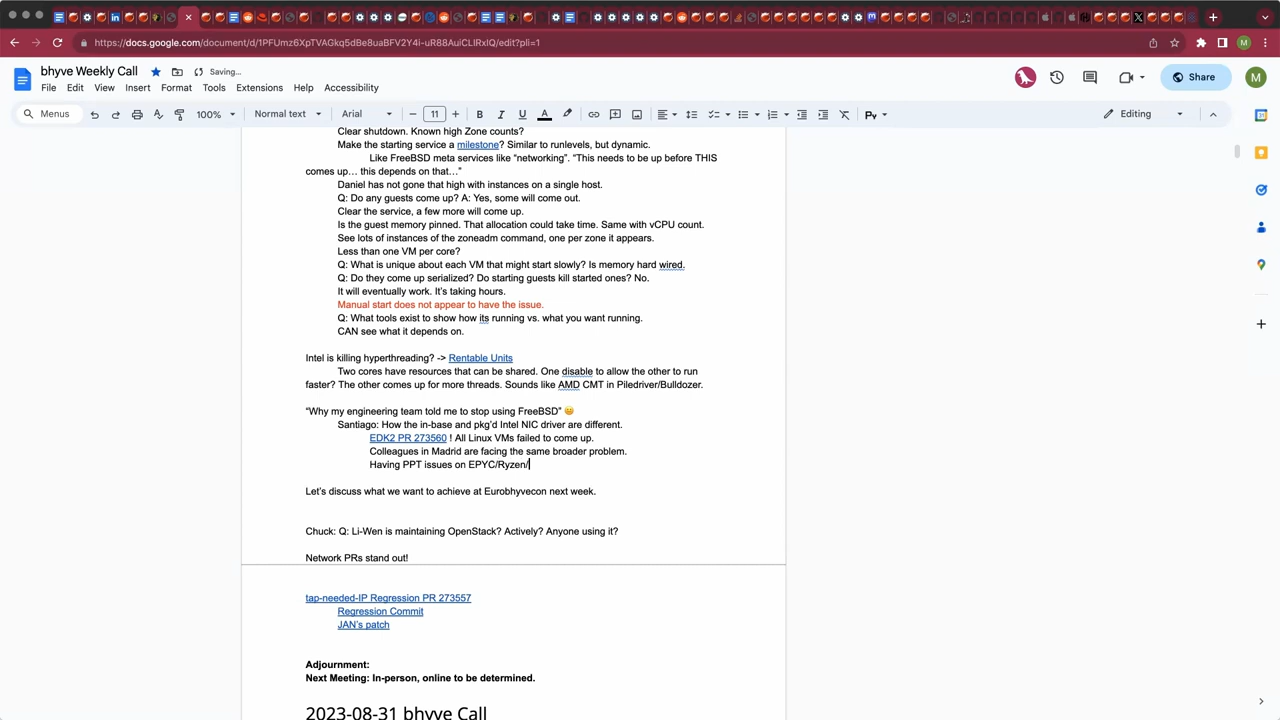 https://docs.google.com/document/d/1PFUmz6XpTVAGkq5dBe8uaBFV2Y4i-uR88AuiCLIRxIQ/edit?pli=1
bhyve Weekly Call
Saving...
File Edit View Insert Format Tools Extensions Help Accessibility
Share
M
Menus
100%
Normal text
Arial
11
Editing
Clear shutdown. Known high Zone counts?
Make the starting service a milestone? Similar to runlevels, but dynamic.
Like FreeBSD meta services like “networking”. “This needs to be up before THIS
comes up… this depends on that…”
Daniel has not gone that high with instances on a single host.
Q: Do any guests come up? A: Yes, some will come out.
Clear the service, a few more will come up.
Is the guest memory pinned. That allocation could take time. Same with vCPU count.
See lots of instances of the zoneadm command, one per zone it appears.
Less than one VM per core?
Q: What is unique about each VM that might start slowly? Is memory hard wired.
Q: Do they come up serialized? Do starting guests kill started ones? No.
It will eventually work. It’s taking hours.
Manual start does not appear to have the issue.
Q: What tools exist to show how its running vs. what you want running.
CAN see what it depends on.
Intel is killing hyperthreading? -> Rentable Units
Two cores have resources that can be shared. One disable to allow the other to run
faster? The other comes up for more threads. Sounds like AMD CMT in Piledriver/Bulldozer.
“Why my engineering team told me to stop using FreeBSD” 😀
Santiago: How the in-base and pkg’d Intel NIC driver are different.
EDK2 PR 273560 ! All Linux VMs failed to come up.
Colleagues in Madrid are facing the same broader problem.
Having PPT issues on EPYC/Ryzen/
Let’s discuss what we want to achieve at Eurobhyvecon next week.
Chuck: Q: Li-Wen is maintaining OpenStack? Actively? Anyone using it?
Network PRs stand out!
tap-needed-IP Regression PR 273557
Regression Commit
JAN’s patch
Adjournment:
Next Meeting: In-person, online to be determined.
2023-08-31 bhyve Call